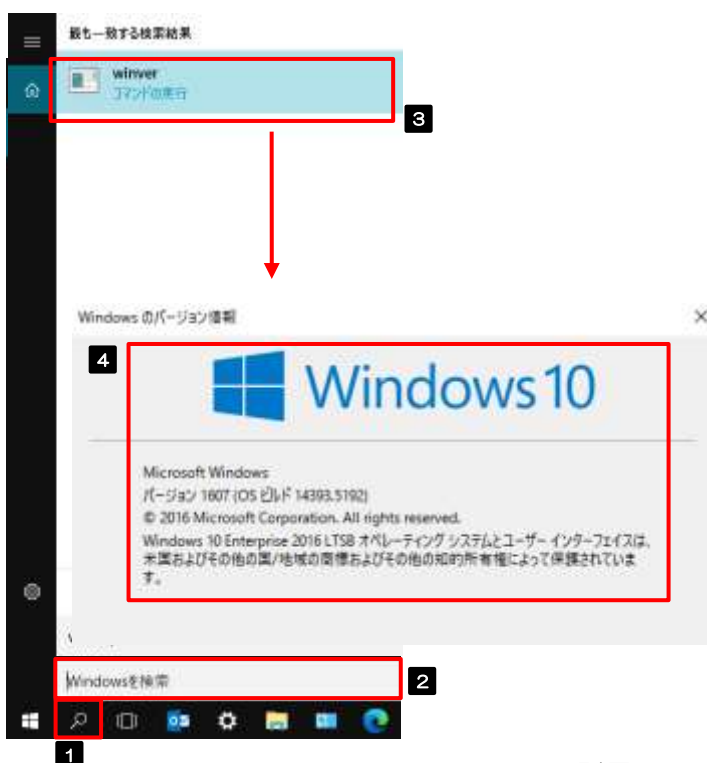 最も一致する検索結果
winver
コマンドの実行
3
Windows のバージョン情報
4
Windows 10
Microsoft Windows
バージョン 1607 (OS ビルド 14393.5192)
© 2016 Microsoft Corporation. All rights reserved.
Windows 10 Enterprise 2016 LTSB オペレーティング システムとユーザー インターフェイスは、
米国およびその他の国/地域の商標およびその他の知的所有権によって保護されていま
す。
Windowsを検索
2
1